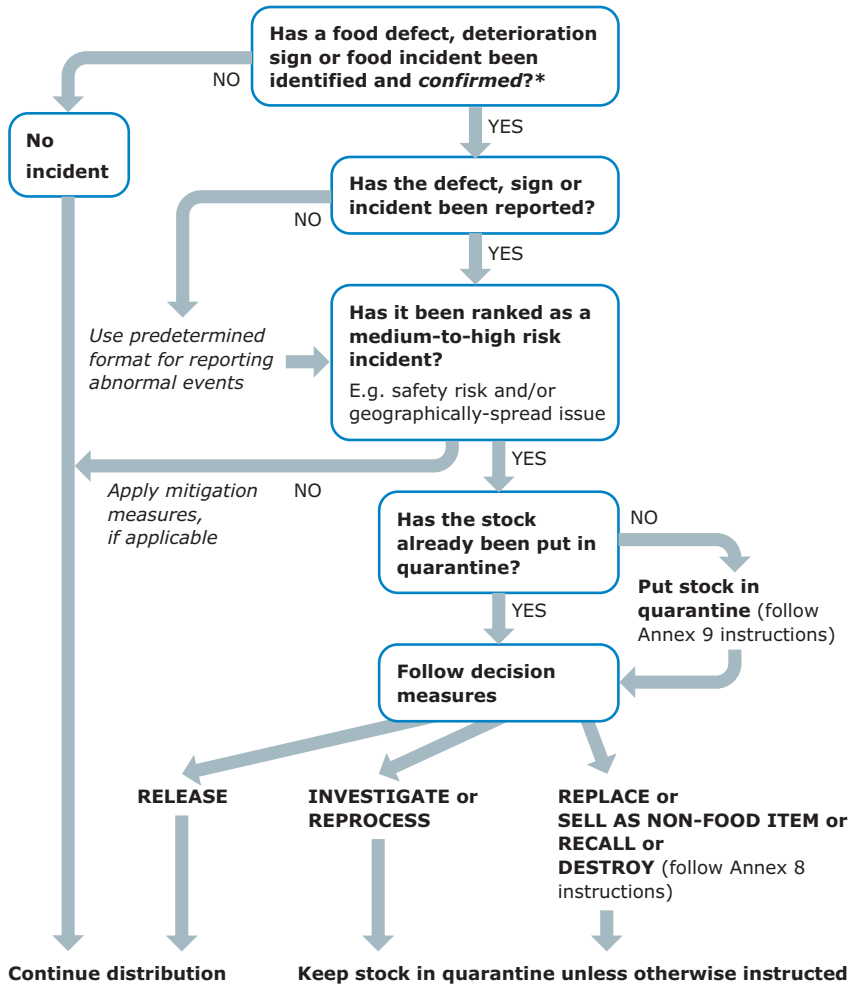 Has a food defect, deterioration
sign or food incident been
identified and confirmed?*
NO
YES
No
incident
Has the defect, sign or
incident been reported?
NO
YES
Has it been ranked as a
medium-to-high risk
incident?
E.g. safety risk and/or
geographically-spread issue
Use predetermined
format for reporting
abnormal events
YES
NO
Apply mitigation
measures,
if applicable
Has the stock
already been put in
quarantine?
NO
Put stock in
quarantine (follow
Annex 9 instructions)
YES
Follow decision
measures
RELEASE
INVESTIGATE or
REPROCESS
REPLACE or
SELL AS NON-FOOD ITEM or
RECALL or
DESTROY (follow Annex 8
instructions)
Continue distribution
Keep stock in quarantine unless otherwise instructed